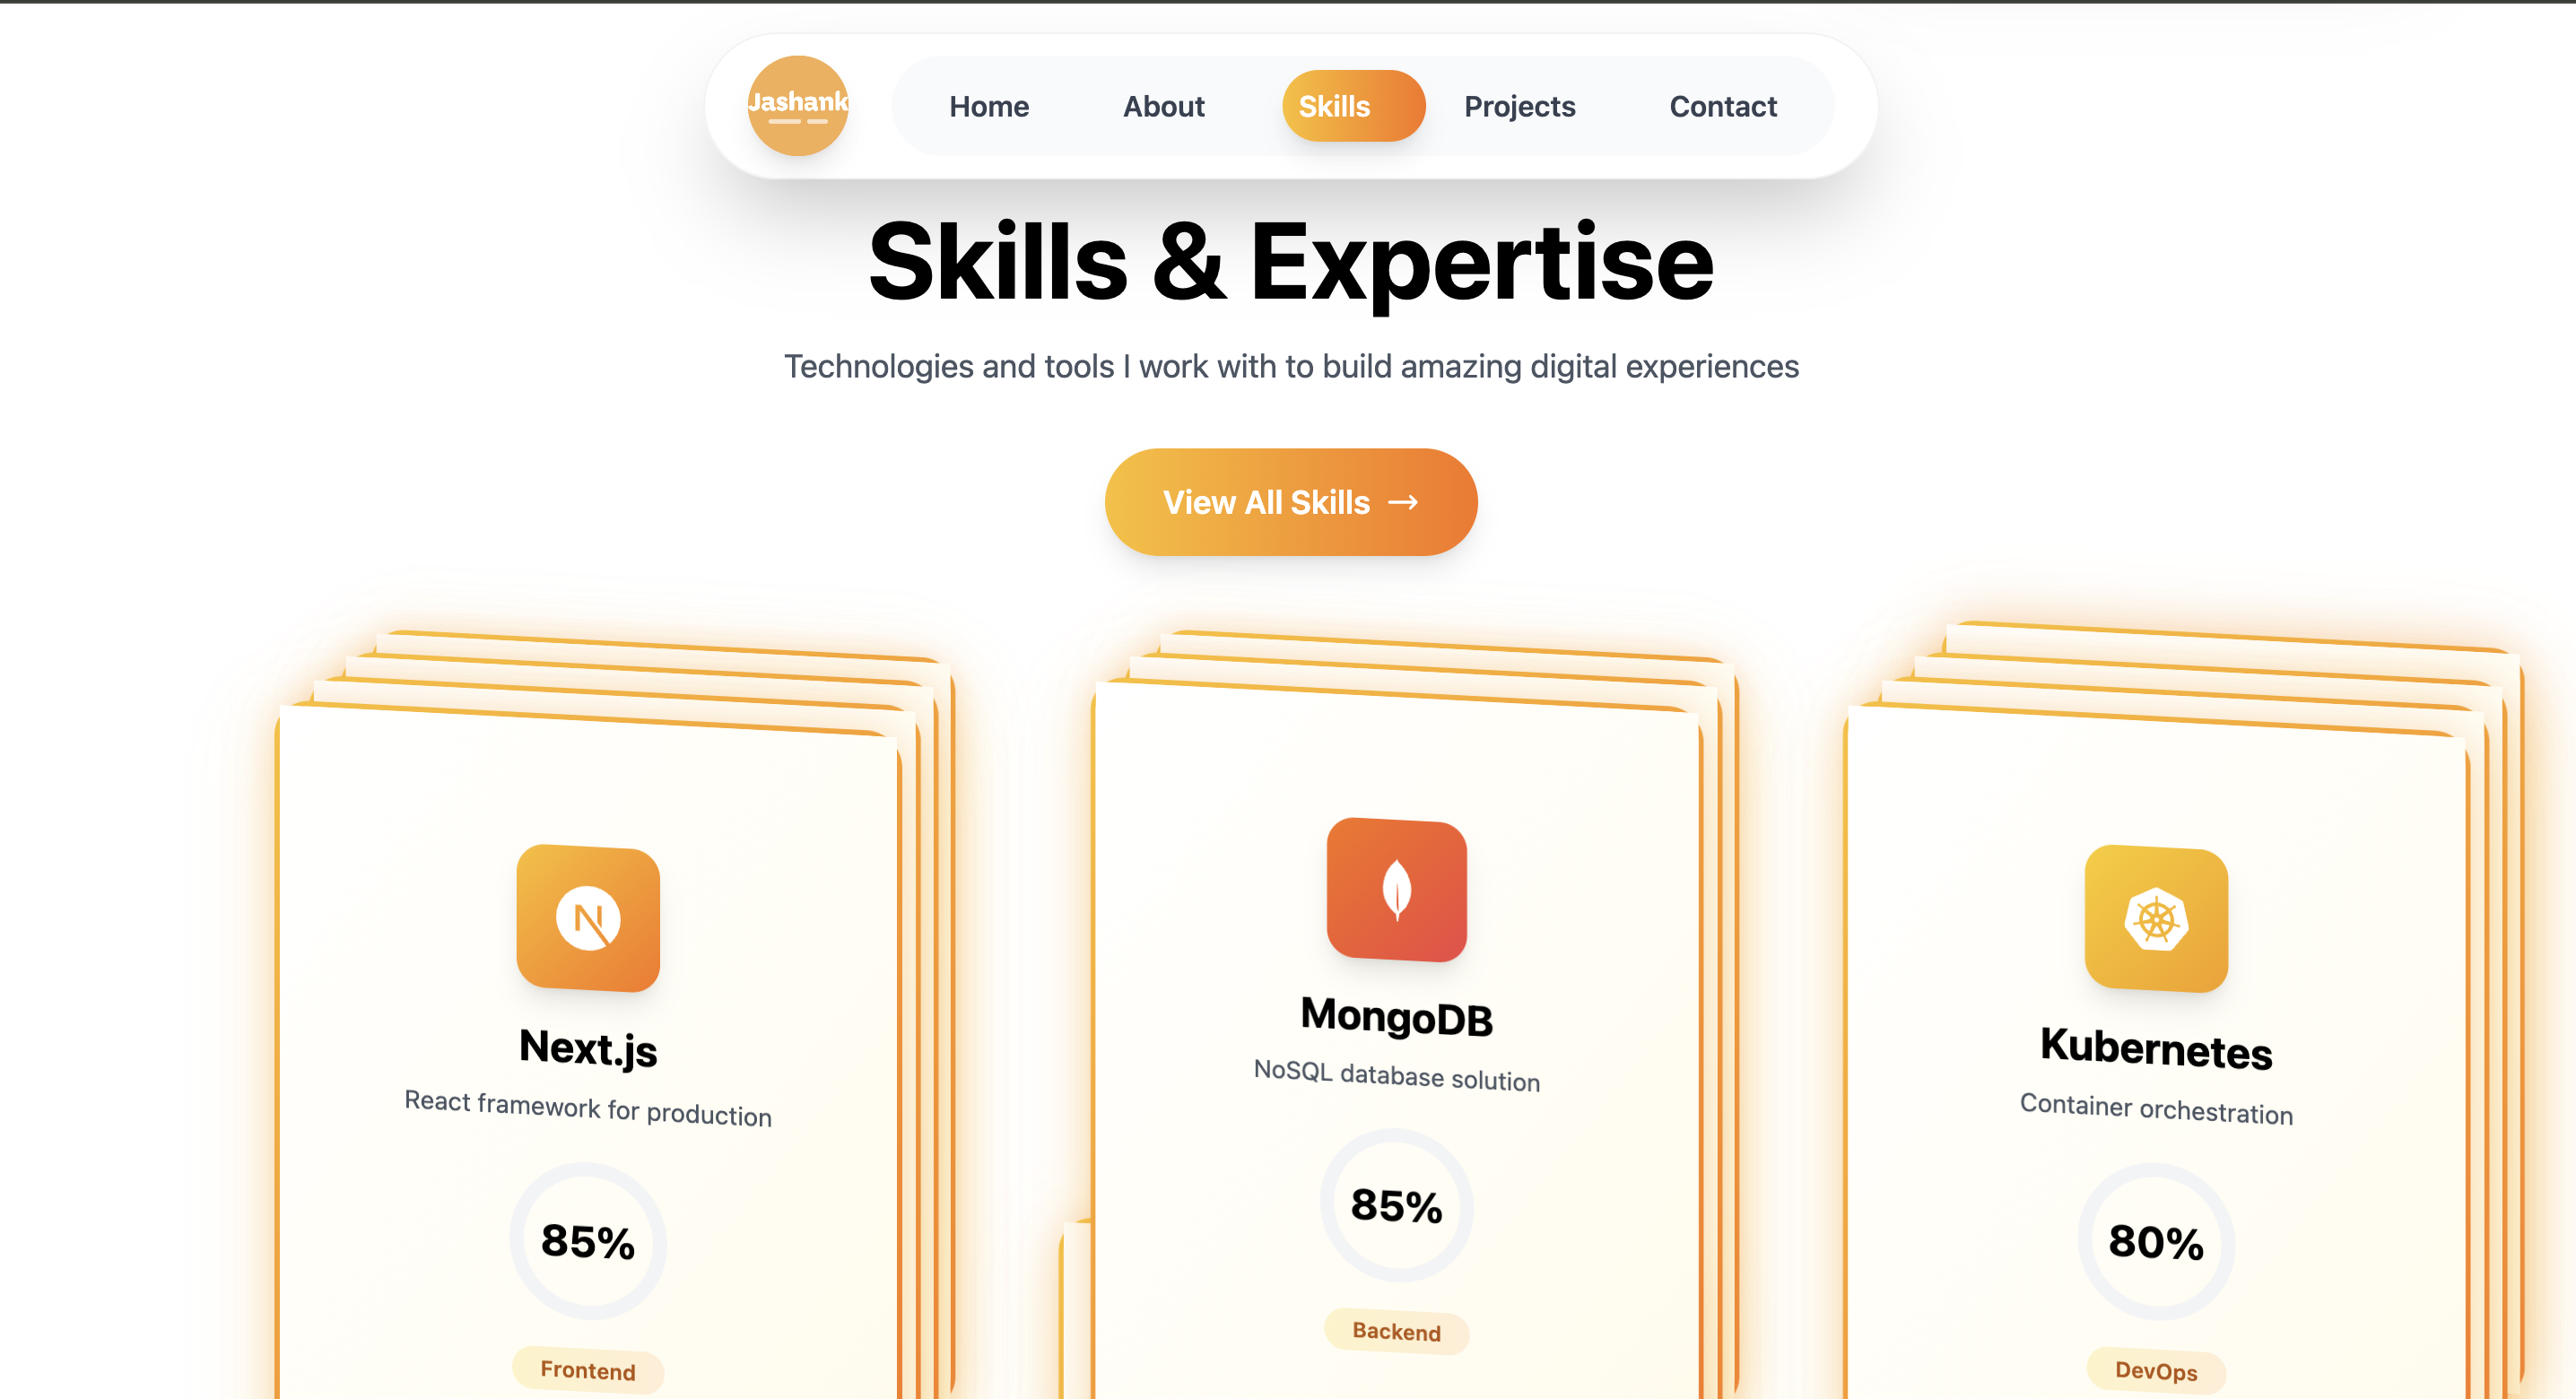 Jashank
Home About Skills Projects Contact
Skills & Expertise
Technologies and tools I work with to build amazing digital experiences
View All Skills →
Next.js
React framework for production
85%
Frontend
MongoDB
NoSQL database solution
85%
Backend
Kubernetes
Container orchestration
80%
DevOps